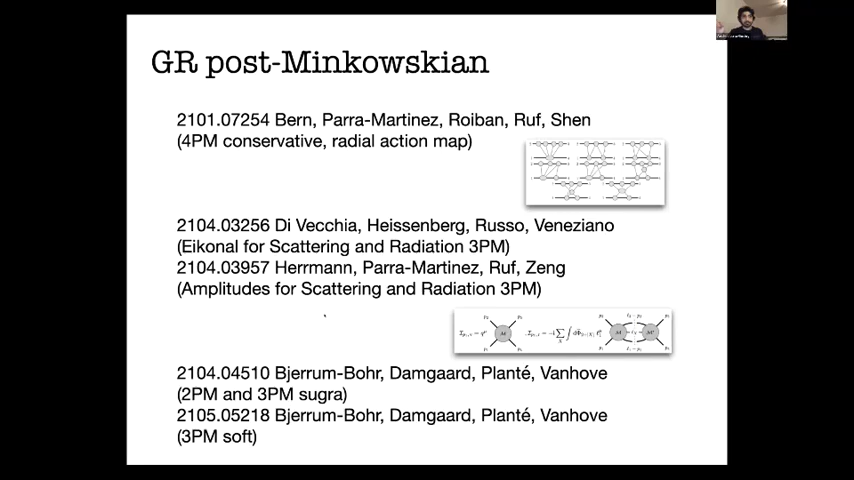 GR post-Minkowskian
2101.07254 Bern, Parra-Martinez, Roiban, Ruf, Shen
(4PM conservative, radial action map)
2104.03256 Di Vecchia, Heissenberg, Russo, Veneziano
(Eikonal for Scattering and Radiation 3PM)
2104.03957 Herrmann, Parra-Martinez, Ruf, Zeng
(Amplitudes for Scattering and Radiation 3PM)
2104.04510 Bjerrum-Bohr, Damgaard, Planté, Vanhove
(2PM and 3PM sugra)
2105.05218 Bjerrum-Bohr, Damgaard, Planté, Vanhove
(3PM soft)